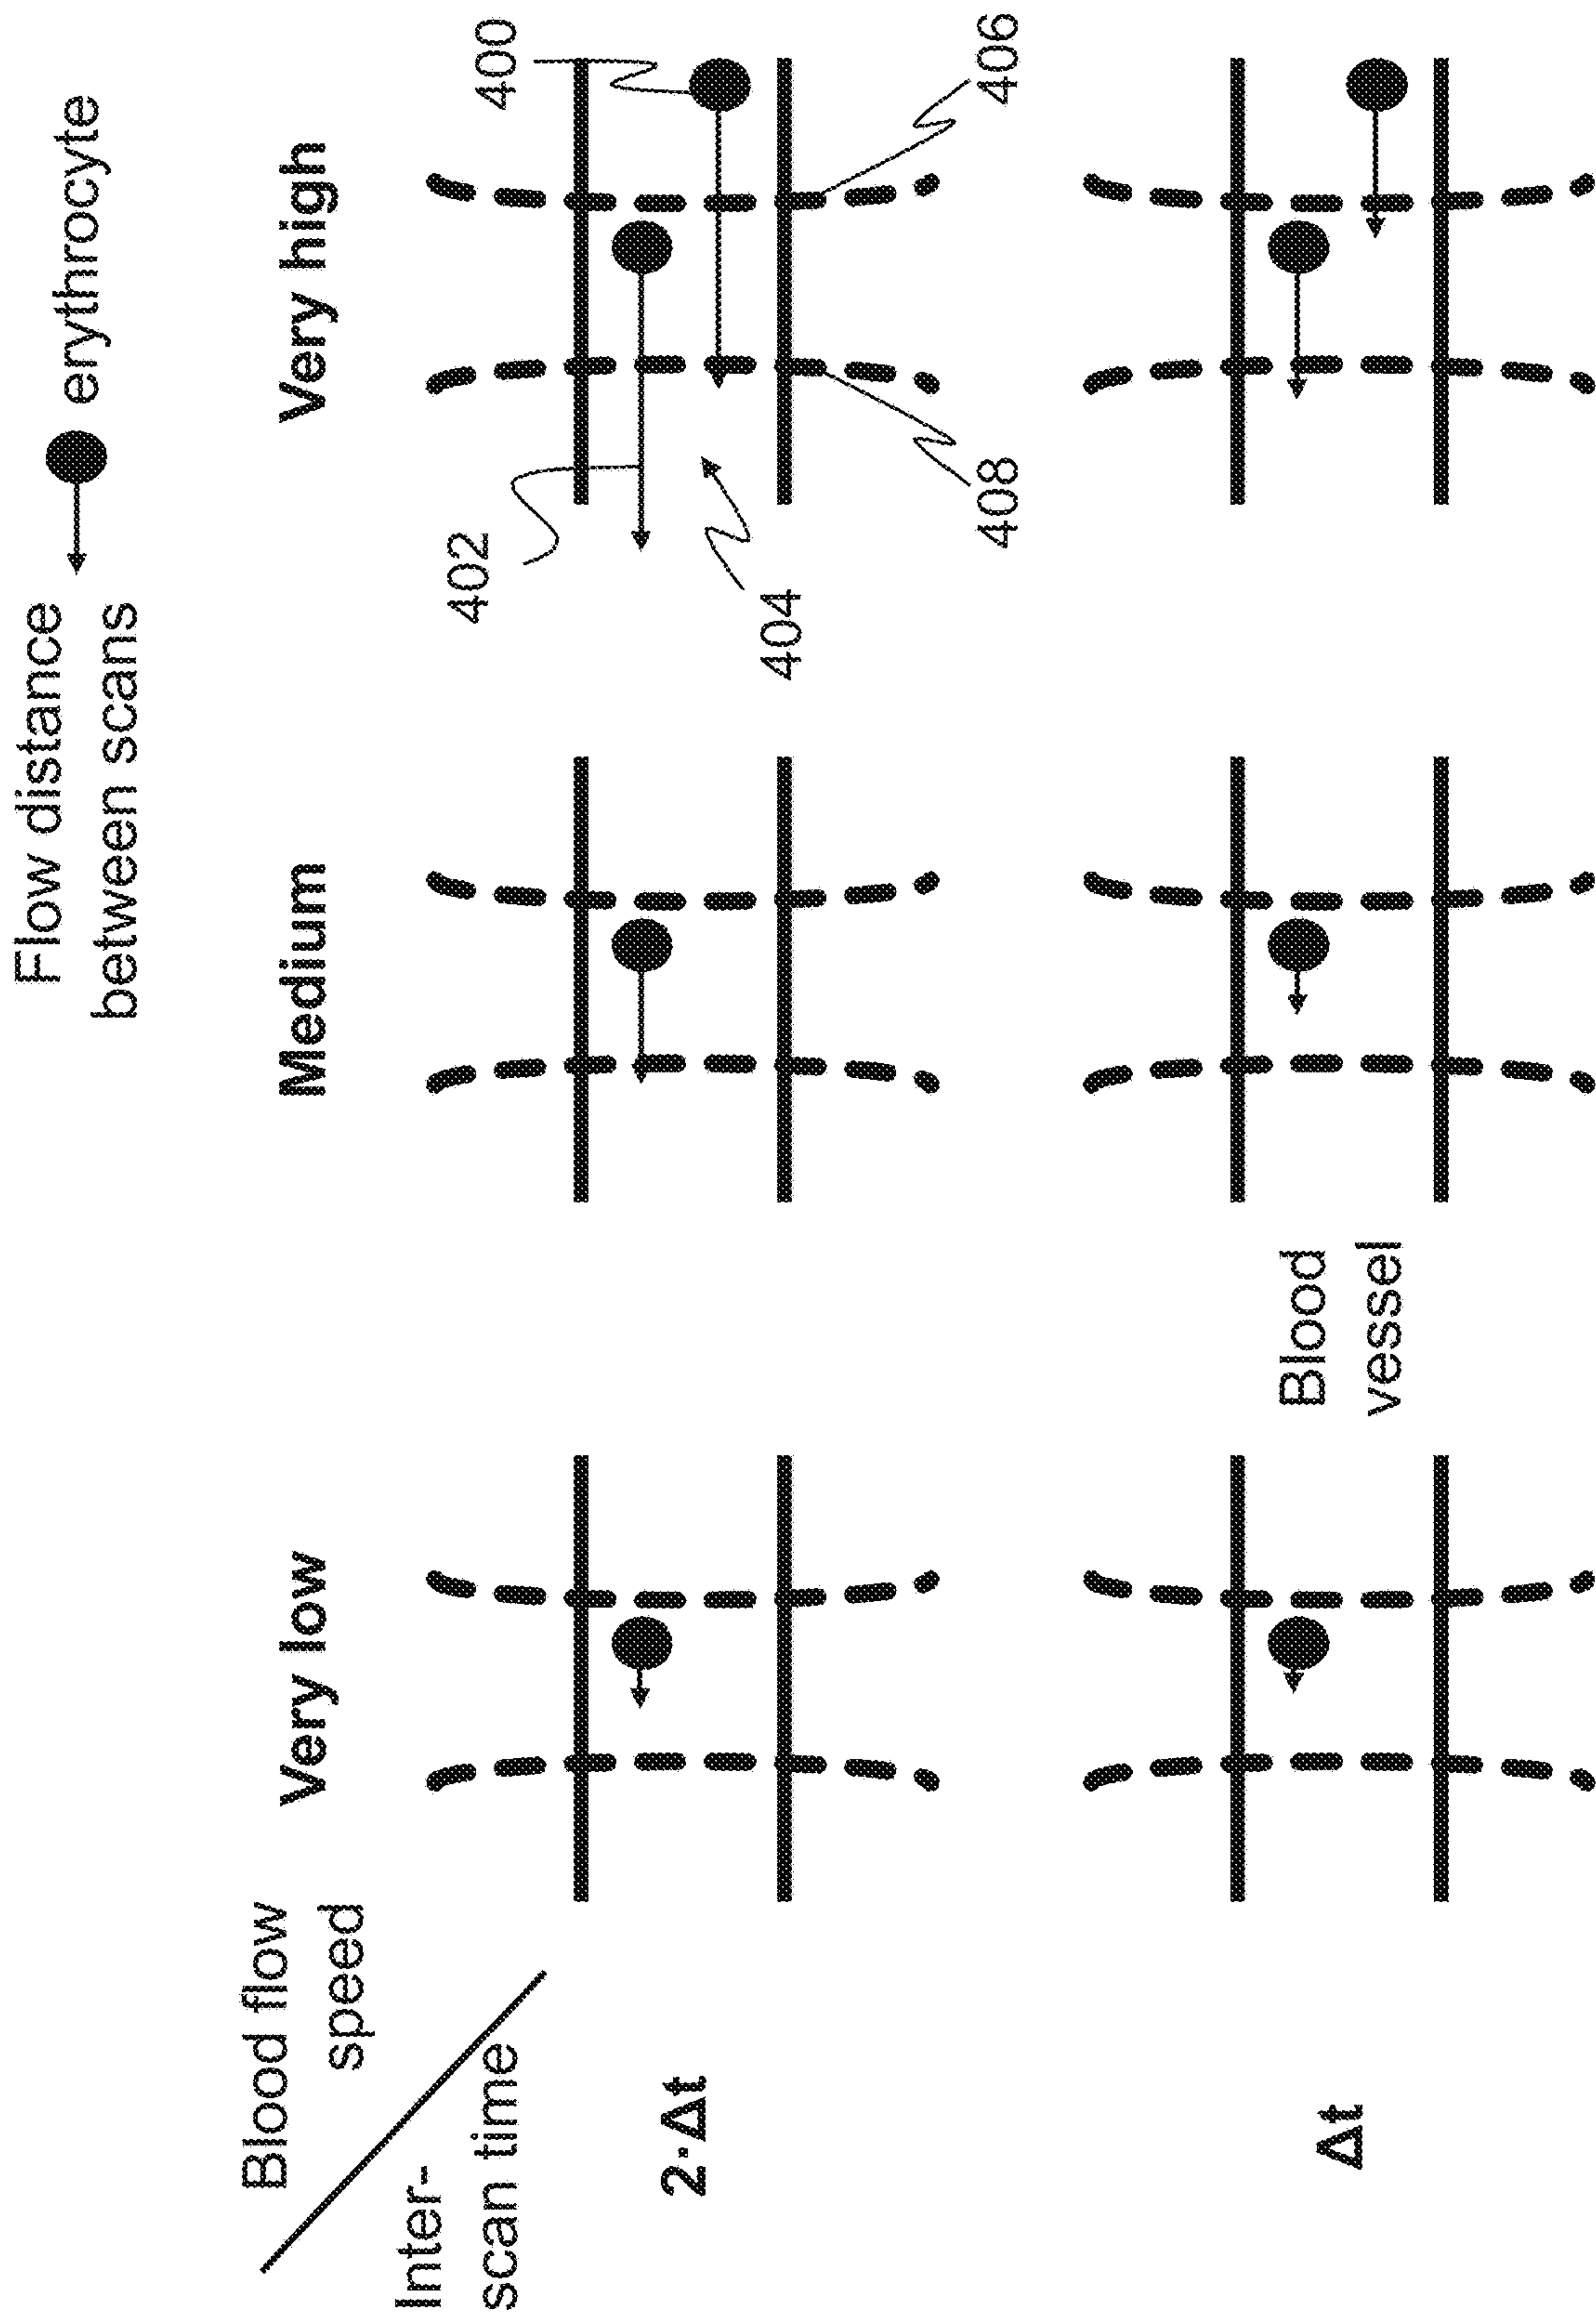 Flow distance
between scans
erythrocyte
Blood flow
speed
Inter-
scan time
Very low
Medium
Very high
2·Δt
402
400
404
408
406
Δt
Blood
vessel